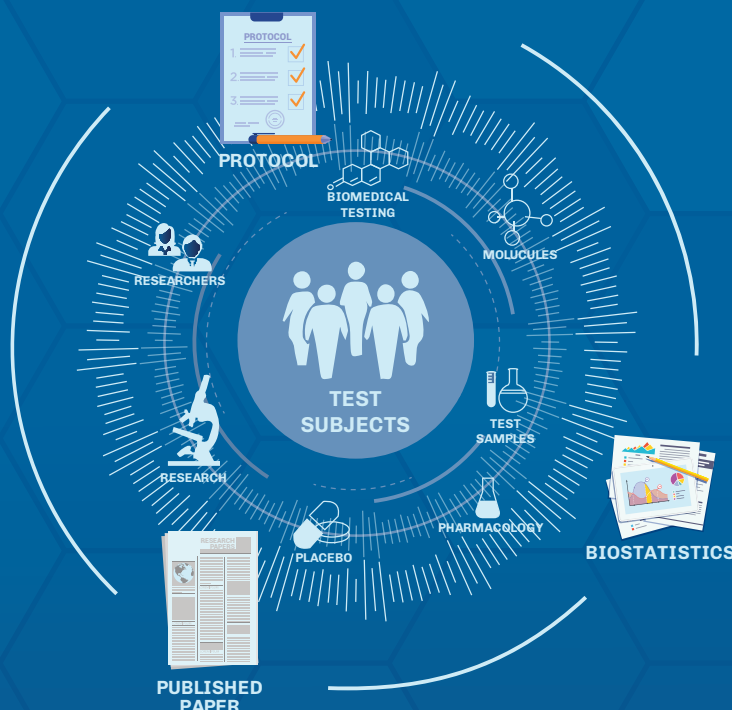 PROTOCOL
1.
2.
3.
PROTOCOL
BIOMEDICAL
TESTING
MOLUCULES
RESEARCHERS
TEST
SUBJECTS
TEST
SAMPLES
RESEARCH
PHARMACOLOGY
PLACEBO
BIOSTATISTICS
RESEARCH
PAPERS
PUBLISHED
PAPER